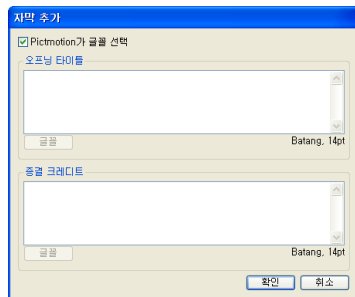 자막 추가
Pictmotion가 글꼴 선택
오프닝 타이틀
글꼴
Batang, 14pt
종결 크레디트
글꼴
Batang, 14pt
확인
취소